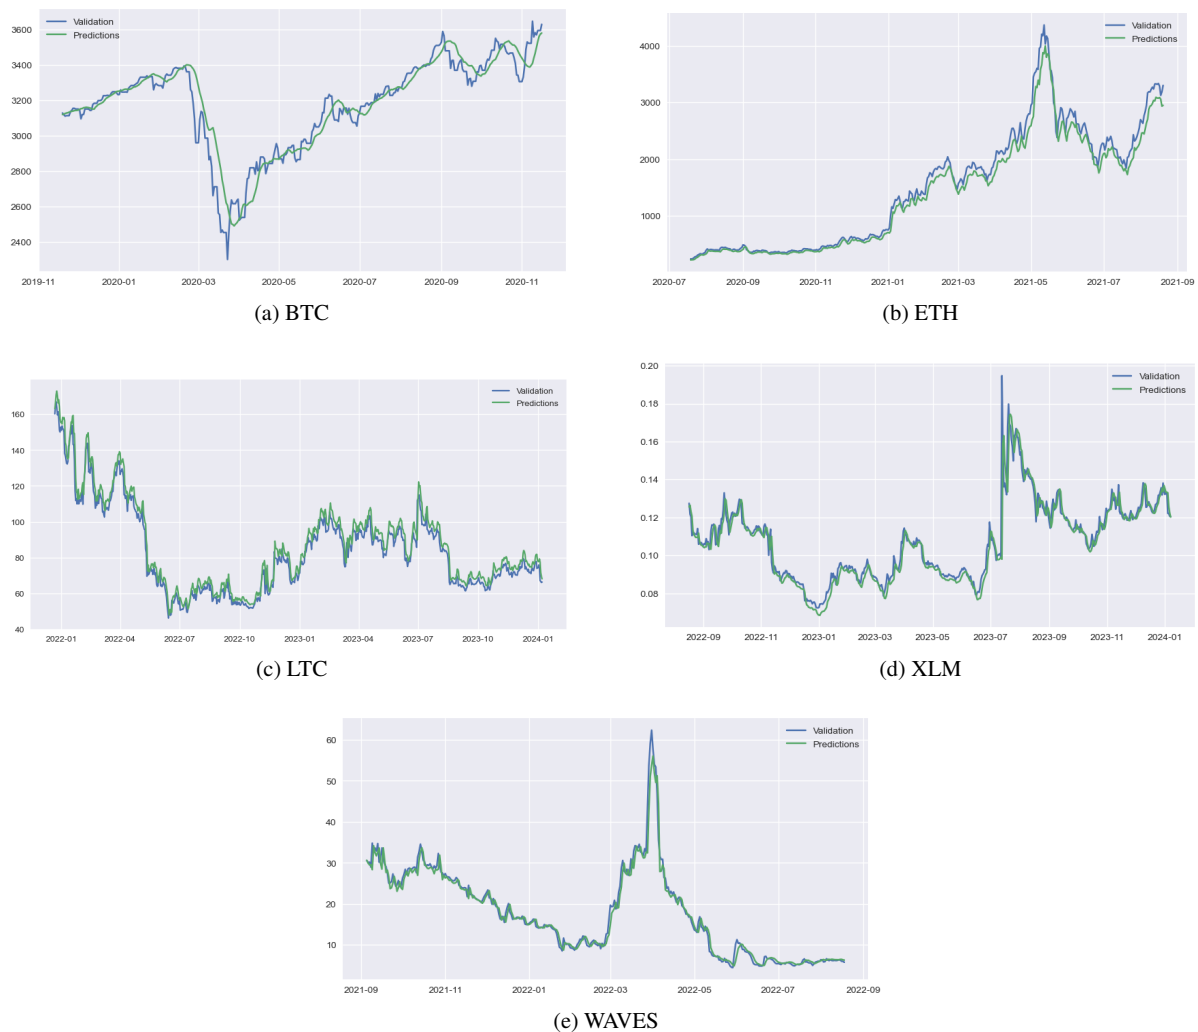 Validation
Predictions
3600
3400
3200
3000
2800
2600
2400
2019-11 2020-01 2020-03 2020-05 2020-07 2020-09 2020-11
(a) BTC
Validation
Predictions
4000
3000
2000
1000
2020-07 2020-09 2020-11 2021-01 2021-03 2021-05 2021-07 2021-09
(b) ETH
Validation
Predictions
160
140
120
100
80
60
40
2022-01 2022-04 2022-07 2022-10 2023-01 2023-04 2023-07 2023-10 2024-01
(c) LTC
Validation
Predictions
0.20
0.18
0.16
0.14
0.12
0.10
0.08
2022-09 2022-11 2023-01 2023-03 2023-05 2023-07 2023-09 2023-11 2024-01
(d) XLM
Validation
Predictions
60
50
40
30
20
10
2021-09 2021-11 2022-01 2022-03 2022-05 2022-07 2022-09
(e) WAVES